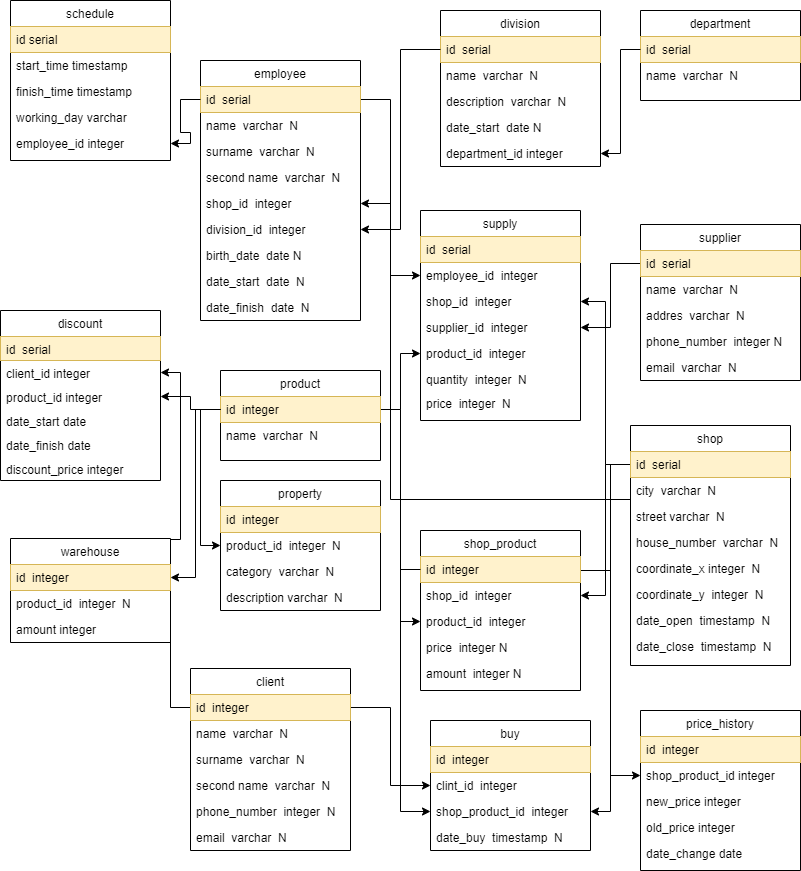 schedule
id serial
start_time timestamp
finish_time timestamp
working_day varchar
employee_id integer
employee
id serial
name varchar N
surname varchar N
second name varchar N
shop_id integer
division_id integer
birth_date date N
date_start date N
date_finish date N
division
id serial
name varchar N
description varchar N
date_start date N
department_id integer
department
id serial
name varchar N
supply
id serial
employee_id integer
shop_id integer
supplier_id integer
product_id integer
quantity integer N
price integer N
supplier
id serial
name varchar N
addres varchar N
phone_number integer N
email varchar N
discount
id serial
client_id integer
product_id integer
date_start date
date_finish date
discount_price integer
product
id integer
name varchar N
property
id integer
product_id integer N
category varchar N
description varchar N
shop
id serial
city varchar N
street varchar N
house_number varchar N
coordinate_x integer N
coordinate_y integer N
date_open timestamp N
date_close timestamp N
warehouse
id integer
product_id integer N
amount integer
shop_product
id integer
shop_id integer
product_id integer
price integer N
amount integer N
client
id integer
name varchar N
surname varchar N
second name varchar N
phone_number integer N
email varchar N
buy
id integer
clint_id integer
shop_product_id integer
date_buy timestamp N
price_history
id integer
shop_product_id integer
new_price integer
old_price integer
date_change date